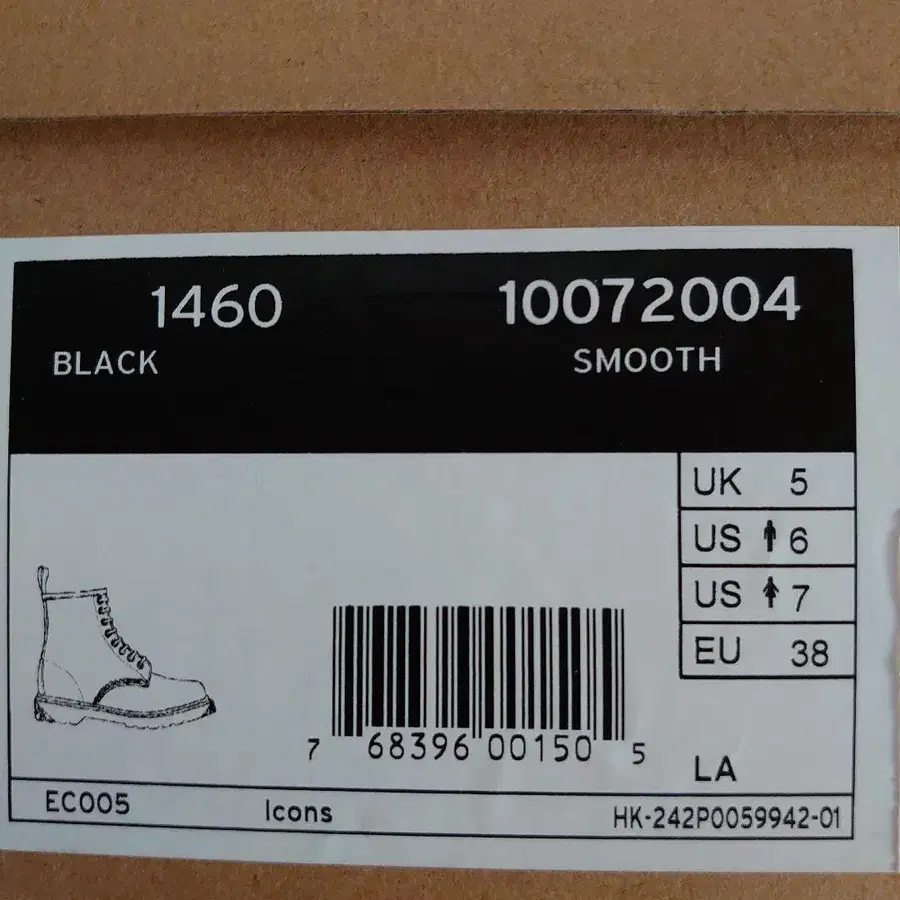 1460 10072004
BLACK SMOOTH
UK 5
US 6
US 7
EU 38
7 68396 00150 5
LA
EC005 Icons HK-242P0059942-01